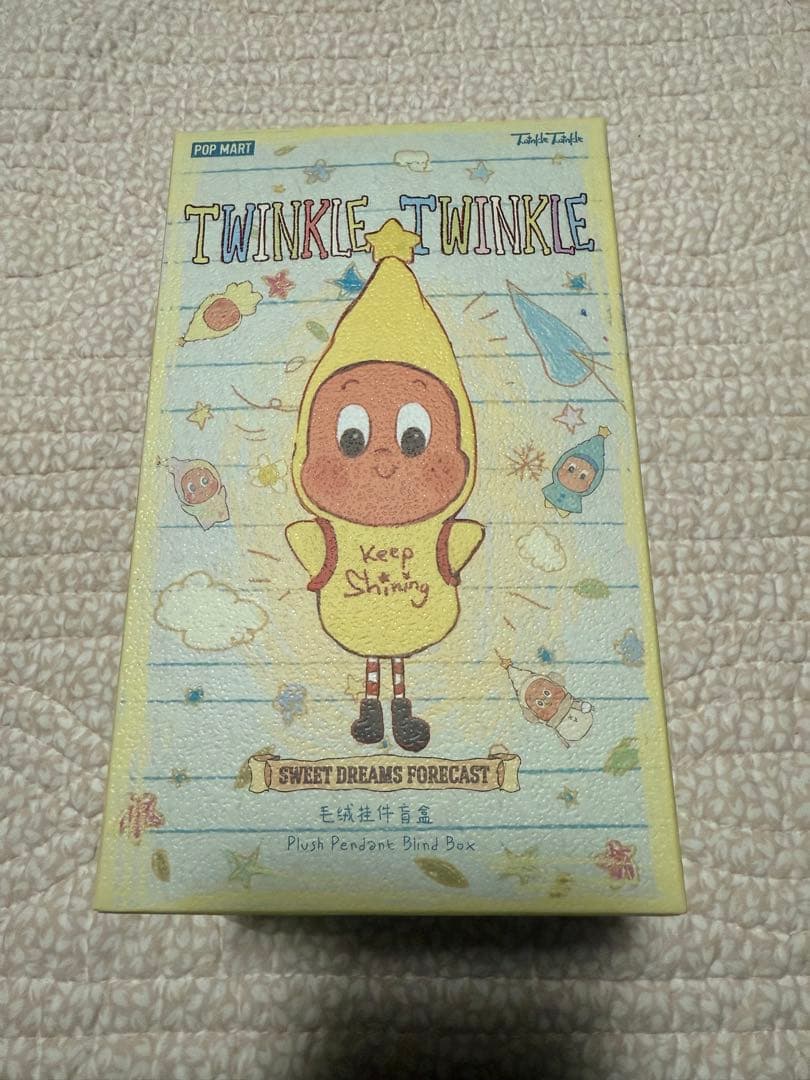 POP MART
Twinkle Twinkle
TWINKLE TWINKLE
Keep
Shining
SWEET DREAMS FORECAST
毛绒挂件盲盒
Plush Pendant Blind Box